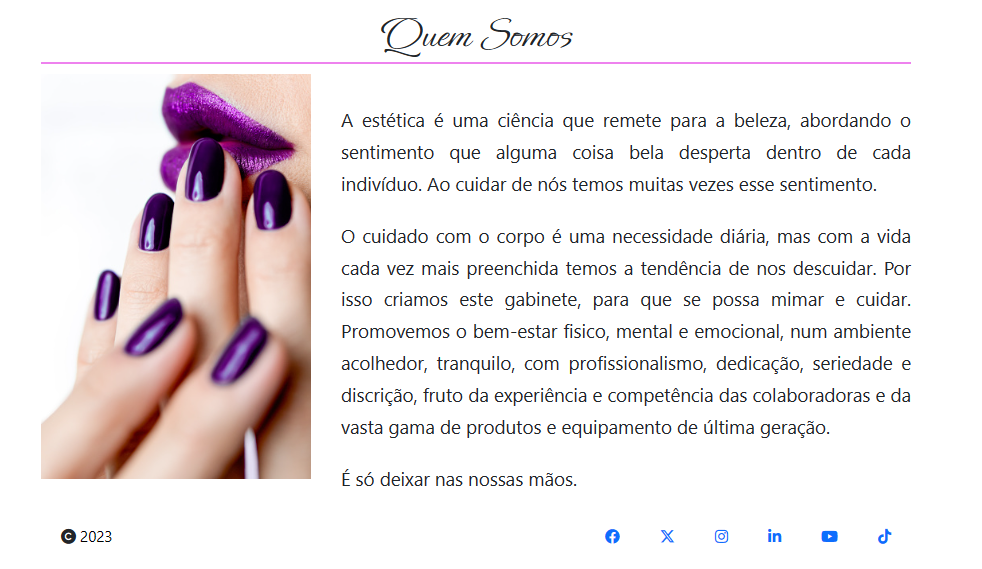 Quem Somos
A estética é uma ciência que remete para a beleza, abordando o
sentimento que alguma coisa bela desperta dentro de cada
indivíduo. Ao cuidar de nós temos muitas vezes esse sentimento.
O cuidado com o corpo é uma necessidade diária, mas com a vida
cada vez mais preenchida temos a tendência de nos descuidar. Por
isso criamos este gabinete, para que se possa mimar e cuidar.
Promovemos o bem-estar fisico, mental e emocional, num ambiente
acolhedor, tranquilo, com profissionalismo, dedicação, seriedade e
discrição, fruto da experiência e competência das colaboradoras e da
vasta gama de produtos e equipamento de última geração.
É só deixar nas nossas mãos.
© 2023